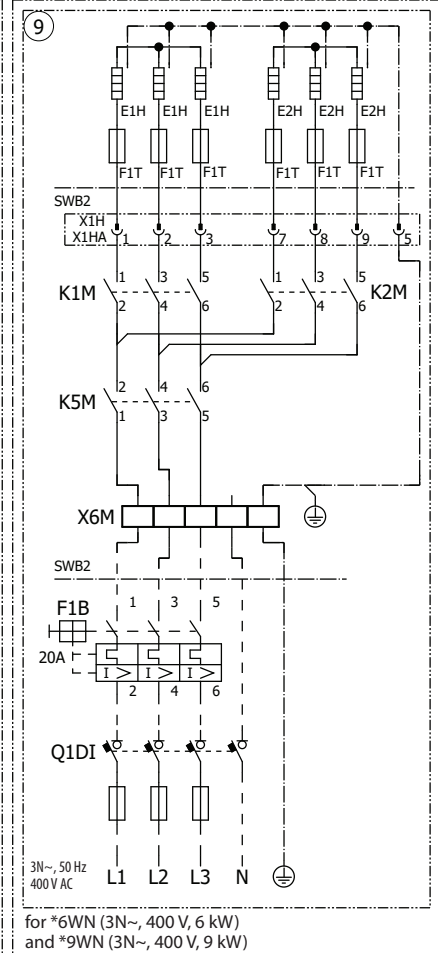 9
E1H E1H E1H E2H E2H E2H
F1T F1T F1T F1T F1T F1T
SWB2
X1H
X1HA 1 2 3 7 8 9 5
1 3 5 1 3 5
K1M K2M
2 4 6 2 4 6
2 4 6
K5M
1 3 5
X6M
SWB2
F1B 1 3 5
20A
I > I > I >
2 4 6
Q1DI
3N~, 50 Hz
400 V AC
L1 L2 L3 N
for *6WN (3N~, 400 V, 6 kW)
and *9WN (3N~, 400 V, 9 kW)